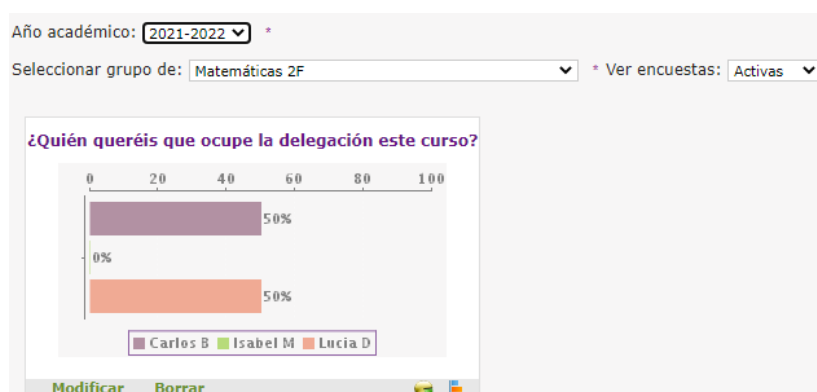 Año académico: 2021-2022 *
Seleccionar grupo de: Matemáticas 2F * Ver encuestas: Activas
¿Quién queréis que ocupe la delegación este curso?
0 20 40 60 80 100
50%
0%
50%
Carlos B Isabel M Lucia D
Modificar Borrar